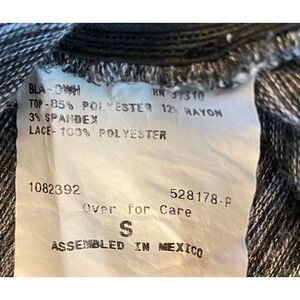 BLA-OWH RN 31310
TOP-85% POLYESTER 12% RAYON
3% SPANDEX
LACE-100% POLYESTER
1082392 528178-P
Over for Care
S
ASSEMBLED IN MEXICO